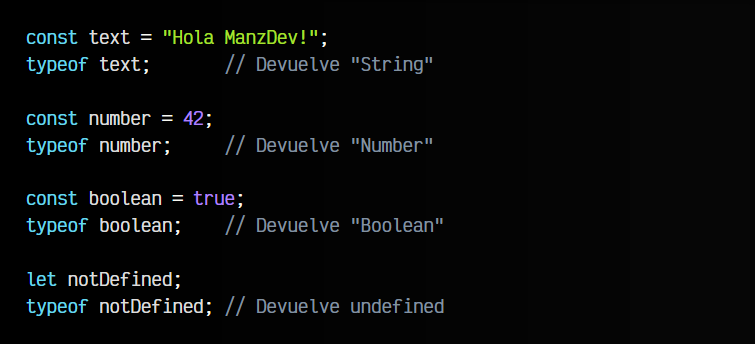 const text = "Hola ManzDev!";
typeof text;       // Devuelve "String"
const number = 42;
typeof number;     // Devuelve "Number"
const boolean = true;
typeof boolean;    // Devuelve "Boolean"
let notDefined;
typeof notDefined; // Devuelve undefined